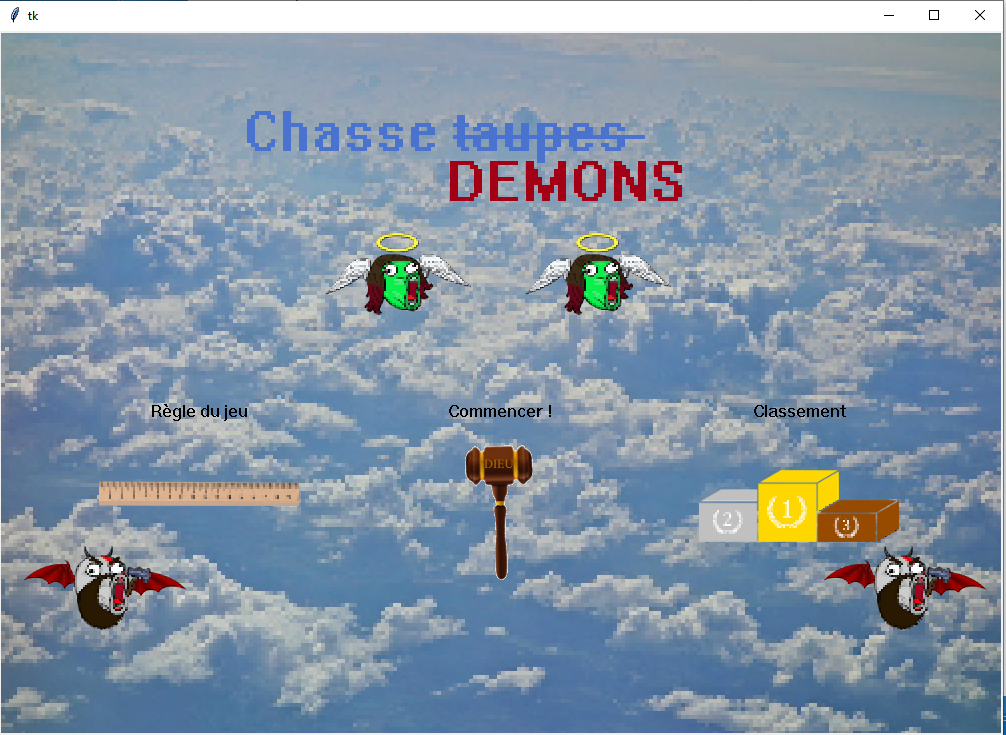 tk
Chasse taupes
DEMONS
Règle du jeu
Commencer !
Classement
DIEU
2
1
3